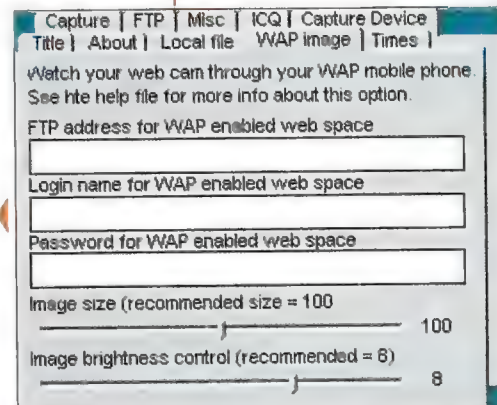 Capture FTP Misc ICQ Capture Device
Title About Local file WAP image Times
Watch your web cam through your WAP mobile phone.
See hte help file for more info about this option.
FTP address for WAP enabled web space
Login name for WAP enabled web space
Password for WAP enabled web space
Image size (recommended size = 100
100
Image brightness control (recommended = 8)
8